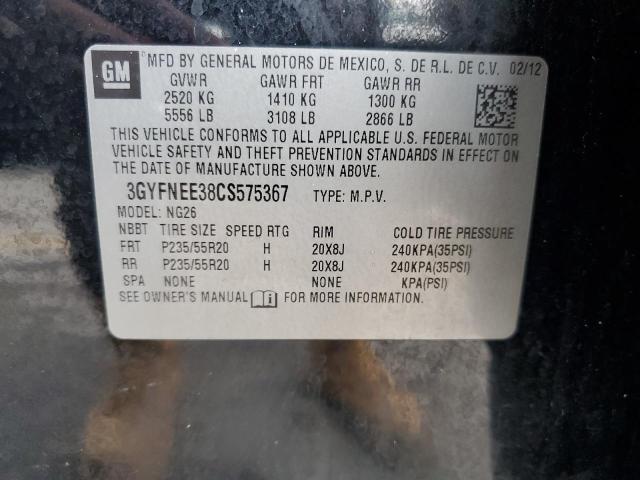 GM MFD BY GENERAL MOTORS DE MEXICO, S. DE R.L. DE C.V. 02/12
GVWR GAWR FRT GAWR RR
2520 KG 1410 KG 1300 KG
5556 LB 3108 LB 2866 LB
THIS VEHICLE CONFORMS TO ALL APPLICABLE U.S. FEDERAL MOTOR
VEHICLE SAFETY AND THEFT PREVENTION STANDARDS IN EFFECT ON
THE DATE OF MANUFACTURE SHOWN ABOVE.
3GYFNEE38CS575367 TYPE: M.P.V.
MODEL: NG26
NBBT TIRE SIZE SPEED RTG RIM COLD TIRE PRESSURE
FRT P235/55R20 H 20X8J 240KPA(35PSI)
RR P235/55R20 H 20X8J 240KPA(35PSI)
SPA NONE NONE KPA(PSI)
SEE OWNER'S MANUAL FOR MORE INFORMATION.